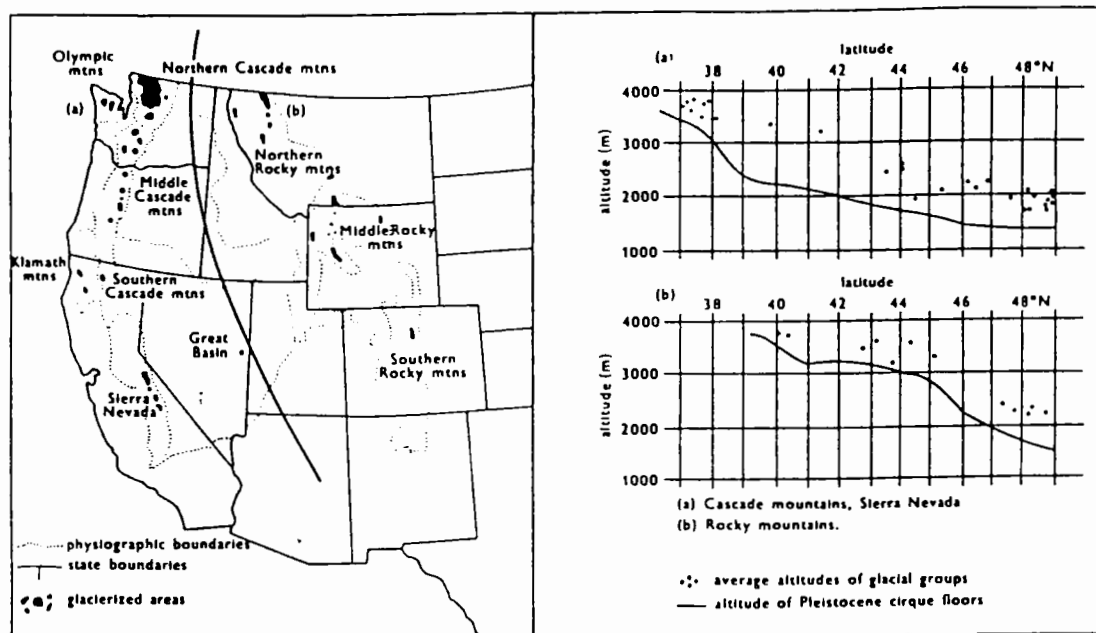 Olympic
mtns
Northern Cascade mtns
(a)
(b)
Northern
Rocky mtns
Middle
Cascade
mtns
Middle Rocky
mtns
Klamath
mtns
Southern
Cascade mtns
Great
Basin
Southern
Rocky mtns
Sierra
Nevada
physiographic boundaries
state boundaries
glacierized areas
(a)
latitude
38 40 42 44 46 48°N
4000
3000
2000
1000
altitude (m)
(b)
latitude
38 40 42 44 46 48°N
4000
3000
2000
1000
altitude (m)
(a) Cascade mountains, Sierra Nevada
(b) Rocky mountains.
average altitudes of glacial groups
altitude of Pleistocene cirque floors